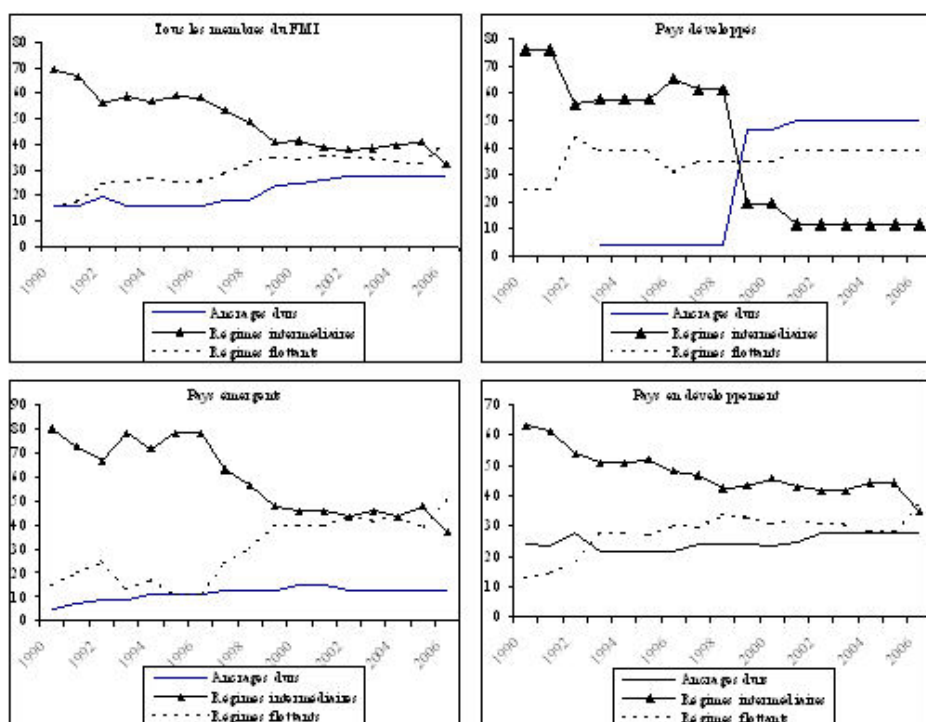 Tous les membres du FMI
80
70
60
50
40
30
20
10
0
1990 1992 1994 1996 1998 2000 2002 2004 2006
Ancrages durs
Régimes intermédiaires
Régimes flottants
Pays développés
80
70
60
50
40
30
20
10
0
1990 1992 1994 1996 1998 2000 2002 2004 2006
Ancrages durs
Régimes intermédiaires
Régimes flottants
Pays émergents
90
80
70
60
50
40
30
20
10
0
1990 1992 1994 1996 1998 2000 2002 2004 2006
Ancrages durs
Régimes intermédiaires
Régimes flottants
Pays en développement
70
60
50
40
30
20
10
0
1990 1992 1994 1996 1998 2000 2002 2004 2006
Ancrages durs
Régimes intermédiaires
Régimes flottants